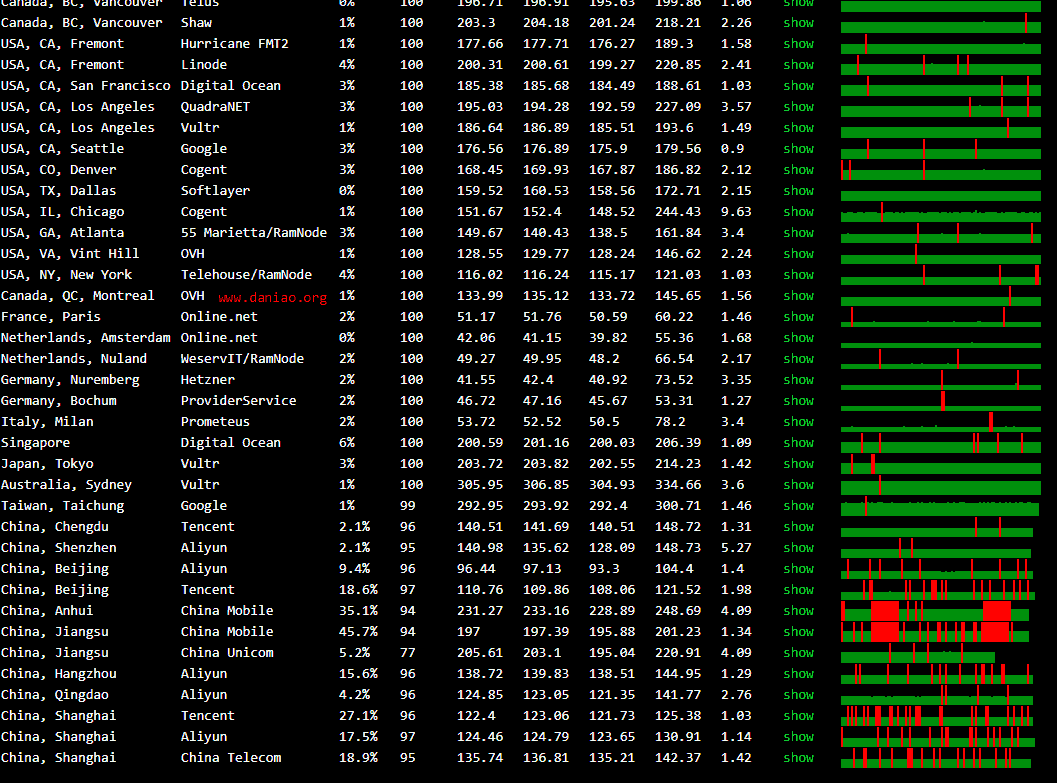 Canada, BC, Vancouver Telus 0% 100 196.71 196.91 195.63 199.86 1.06 show
Canada, BC, Vancouver Shaw 1% 100 203.3 204.18 201.24 218.21 2.26 show
USA, CA, Fremont Hurricane FMT2 1% 100 177.66 177.71 176.27 189.3 1.58 show
USA, CA, Fremont Linode 4% 100 200.31 200.61 199.27 220.85 2.41 show
USA, CA, San Francisco Digital Ocean 3% 100 185.38 185.68 184.49 188.61 1.03 show
USA, CA, Los Angeles QuadraNET 3% 100 195.03 194.28 192.59 227.09 3.57 show
USA, CA, Los Angeles Vultr 1% 100 186.64 186.89 185.51 193.6 1.49 show
USA, CA, Seattle Google 3% 100 176.56 176.89 175.9 179.56 0.9 show
USA, CO, Denver Cogent 3% 100 168.45 169.93 167.87 186.82 2.12 show
USA, TX, Dallas Softlayer 0% 100 159.52 160.53 158.56 172.71 2.15 show
USA, IL, Chicago Cogent 1% 100 151.67 152.4 148.52 244.43 9.63 show
USA, GA, Atlanta 55 Marietta/RamNode 3% 100 149.67 140.43 138.5 161.84 3.4 show
USA, VA, Vint Hill OVH 1% 100 128.55 129.77 128.24 146.62 2.24 show
USA, NY, New York Telehouse/RamNode 4% 100 116.02 116.24 115.17 121.03 1.03 show
Canada, QC, Montreal OVH www.daniao.org 1% 100 133.99 135.12 133.72 145.65 1.56 show
France, Paris Online.net 2% 100 51.17 51.76 50.59 60.22 1.46 show
Netherlands, Amsterdam Online.net 0% 100 42.06 41.15 39.82 55.36 1.68 show
Netherlands, Nuland WeservIT/RamNode 2% 100 49.27 49.95 48.2 66.54 2.17 show
Germany, Nuremberg Hetzner 2% 100 41.55 42.4 40.92 73.52 3.35 show
Germany, Bochum ProviderService 2% 100 46.72 47.16 45.67 53.31 1.27 show
Italy, Milan Prometeus 2% 100 53.72 52.52 50.5 78.2 3.4 show
Singapore Digital Ocean 6% 100 200.59 201.16 200.03 206.39 1.09 show
Japan, Tokyo Vultr 3% 100 203.72 203.82 202.55 214.23 1.42 show
Australia, Sydney Vultr 1% 100 305.95 306.85 304.93 334.66 3.6 show
Taiwan, Taichung Google 1% 99 292.95 293.92 292.4 300.71 1.46 show
China, Chengdu Tencent 2.1% 96 140.51 141.69 140.51 148.72 1.31 show
China, Shenzhen Aliyun 2.1% 95 140.98 135.62 128.09 148.73 5.27 show
China, Beijing Aliyun 9.4% 96 96.44 97.13 93.3 104.4 1.4 show
China, Beijing Tencent 18.6% 97 110.76 109.86 108.06 121.52 1.98 show
China, Anhui China Mobile 35.1% 94 231.27 233.16 228.89 248.69 4.09 show
China, Jiangsu China Mobile 45.7% 94 197 197.39 195.88 201.23 1.34 show
China, Jiangsu China Unicom 5.2% 77 205.61 203.1 195.04 220.91 4.09 show
China, Hangzhou Aliyun 15.6% 96 138.72 139.83 138.51 144.95 1.29 show
China, Qingdao Aliyun 4.2% 96 124.85 123.05 121.35 141.77 2.76 show
China, Shanghai Tencent 27.1% 96 122.4 123.06 121.73 125.38 1.03 show
China, Shanghai Aliyun 17.5% 97 124.46 124.79 123.65 130.91 1.14 show
China, Shanghai China Telecom 18.9% 95 135.74 136.81 135.21 142.37 1.42 show